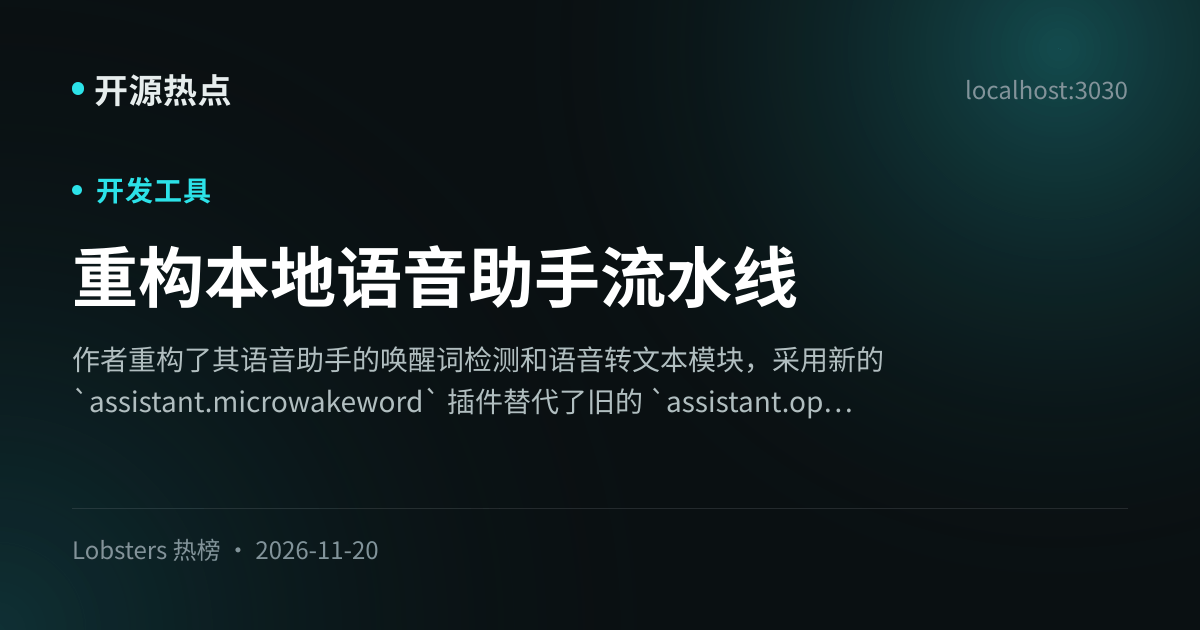 开源热点
localhost:3030
开发工具
重构本地语音助手流水线
作者重构了其语音助手的唤醒词检测和语音转文本模块，采用新的
`assistant.microwakeword` 插件替代了旧的 `assistant.op…
Lobsters 热榜 · 2026-11-20